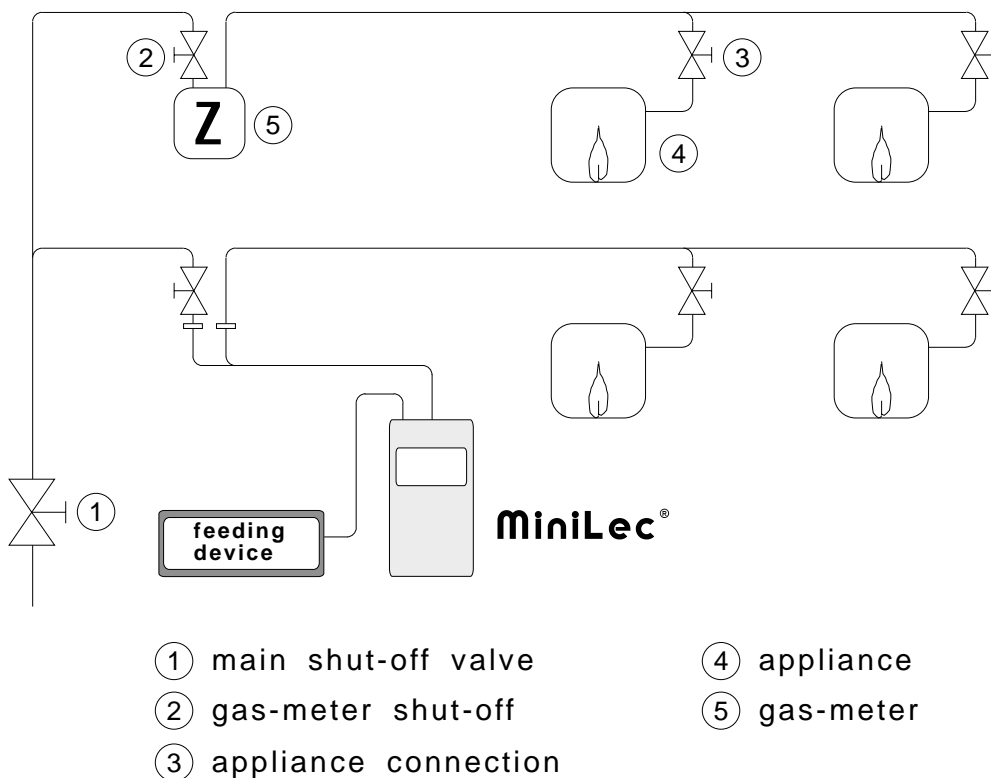 2
3
Z
5
4
1
feeding
device
MiniLec®
1 main shut-off valve
4 appliance
2 gas-meter shut-off
5 gas-meter
3 appliance connection